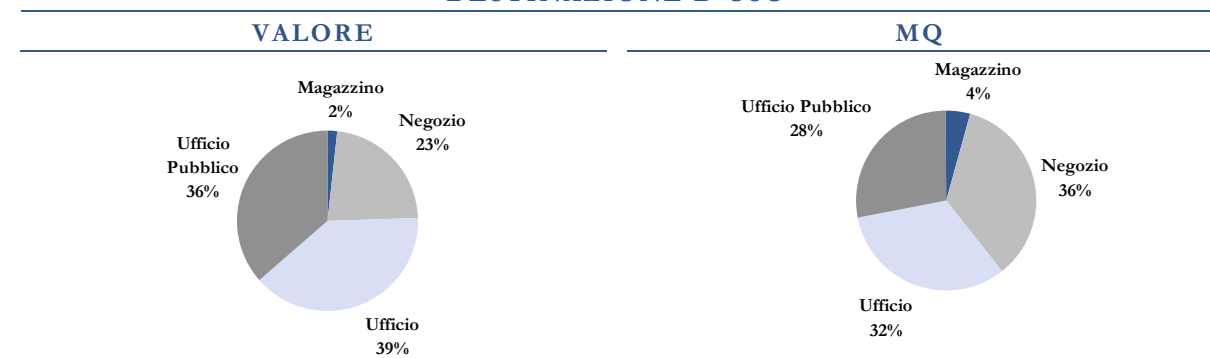 VALORE
MQ
Magazzino
2%
Negozio
23%
Ufficio
Pubblico
36%
Ufficio
39%
Magazzino
4%
Ufficio Pubblico
28%
Negozio
36%
Ufficio
32%